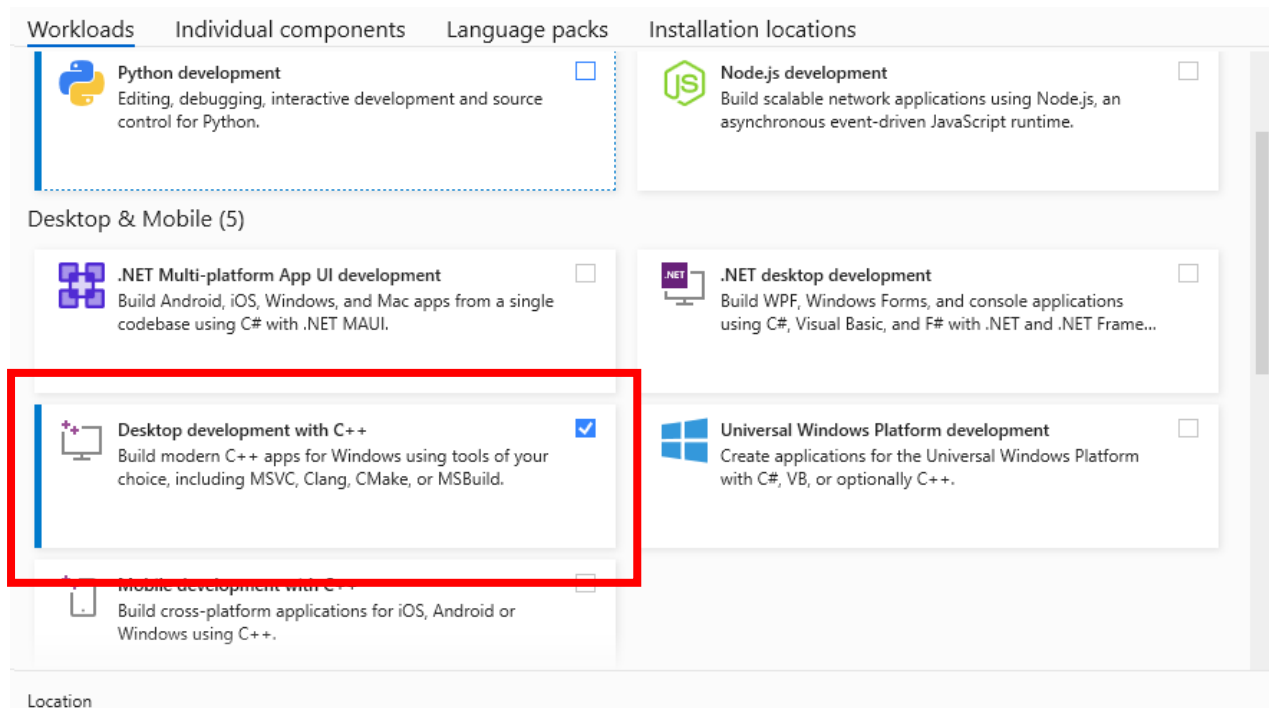 Workloads Individual components Language packs Installation locations
Python development
Editing, debugging, interactive development and source
control for Python.
JS
Node.js development
Build scalable network applications using Node.js, an
asynchronous event-driven JavaScript runtime.
Desktop & Mobile (5)
.NET Multi-platform App UI development
Build Android, iOS, Windows, and Mac apps from a single
codebase using C# with .NET MAUI.
.NET
.NET desktop development
Build WPF, Windows Forms, and console applications
using C#, Visual Basic, and F# with .NET and .NET Frame...
Desktop development with C++
Build modern C++ apps for Windows using tools of your
choice, including MSVC, Clang, CMake, or MSBuild.
Universal Windows Platform development
Create applications for the Universal Windows Platform
with C#, VB, or optionally C++.
Mobile development with C++
Build cross-platform applications for iOS, Android or
Windows using C++.
Location